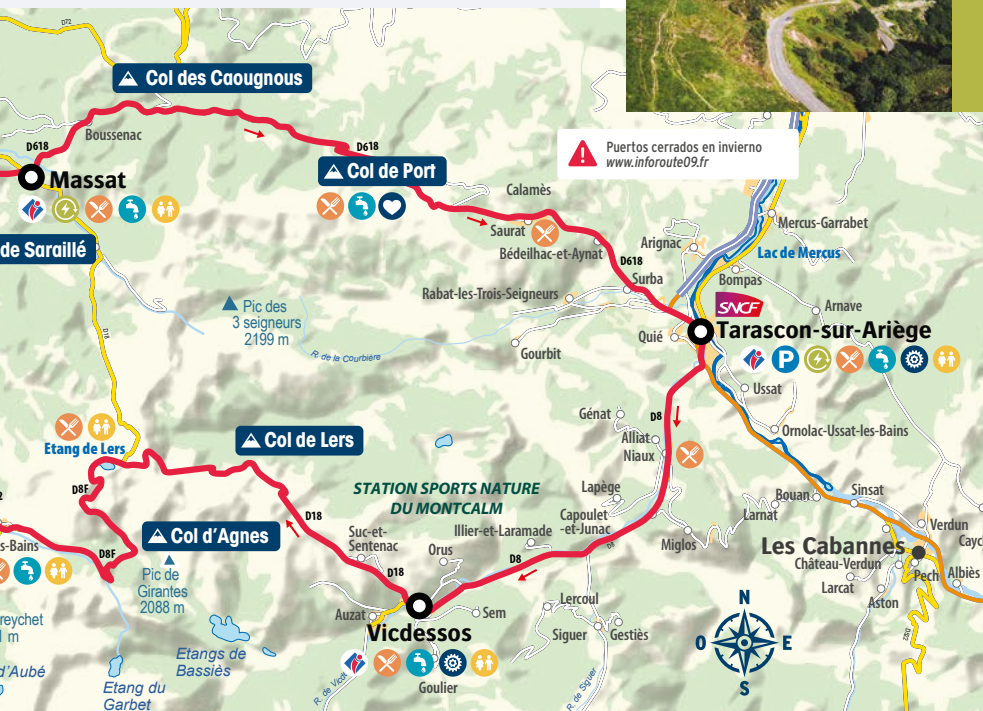 D72
Col des Caougnous
Boussenac
D618
D618
Massat
Col de Port
Puertos cerrados en invierno
www.inforoute09.fr
Calamès
Saurat
Bédeilhac-et-Aynat
Arignac
Mercus-Garrabet
Lac de Mercus
de Saraillé
D618
Surba
Bompas
Rabat-les-Trois-Seigneurs
SNCF
Arnave
Pic des
3 seigneurs
2199 m
D18
R. de la Courbière
Gourbit
Quié
Tarascon-sur-Ariège
P
Ussat
Génat
D8
Ornolac-Ussat-les-Bains
Alliat
Niaux
Etang de Lers
Col de Lers
D8F
STATION SPORTS NATURE
DU MONTCALM
Lapège
Bouan
Sinsat
D18
Capoulet
-et-Junac
Larnat
Col d'Agnes
Suc-et-
Sentenac
Illier-et-Laramade
Verdun
s-Bains
D8F
Orus
D8
D8
Miglos
Les Cabannes
Château-Verdun
Pech
Albiès
Pic de
Girantes
2088 m
D18
Larcat
Aston
Auzat
Sem
Lercoul
N
Vicdessos
Siguer
Gestiès
O
E
S
D522
Etangs de
Bassiès
d'Aubé
Goulier
Etang du
Garbet
R. de Siguer